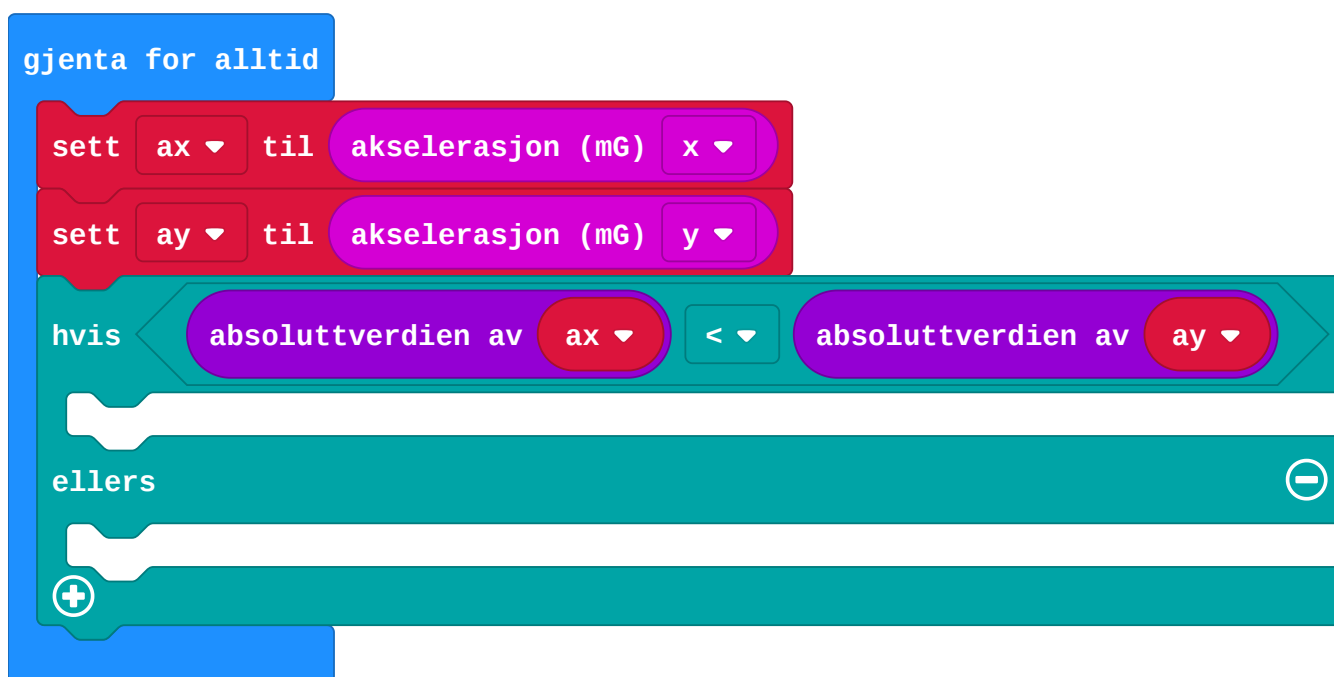 gjenta for alltid
sett ax til akselerasjon (mG) x
sett ay til akselerasjon (mG) y
hvis absoluttverdien av ax < absoluttverdien av ay
ellers